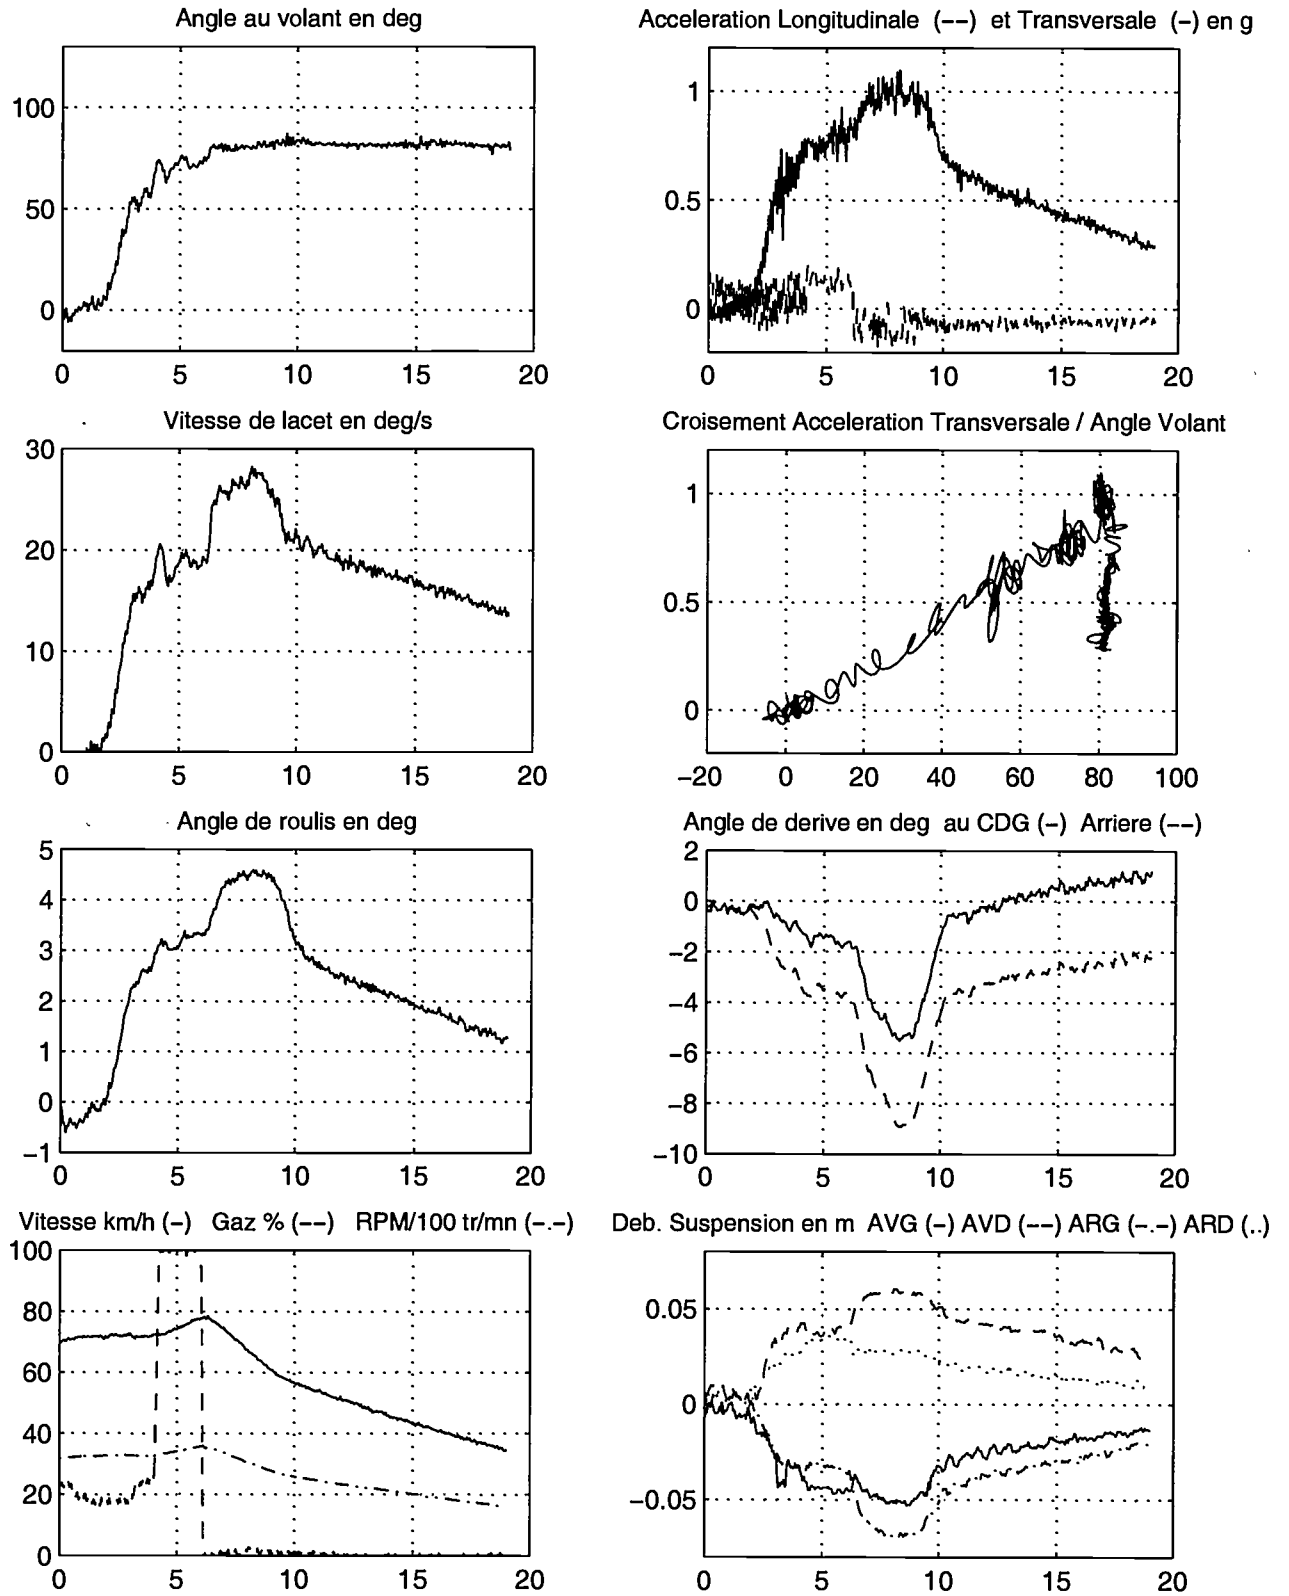 Angle au volant en deg
100
50
0
0 5 10 15 20
Acceleration Longitudinale (--) et Transversale (-) en g
1
0.5
0
0 5 10 15 20
Vitesse de lacet en deg/s
30
20
10
0
0 5 10 15 20
Croisement Acceleration Transversale / Angle Volant
1
0.5
0
-20 0 20 40 60 80 100
Angle de roulis en deg
5
4
3
2
1
0
-1
0 5 10 15 20
Angle de derive en deg au CDG (-) Arriere (--)
2
0
-2
-4
-6
-8
-10
0 5 10 15 20
Vitesse km/h (-) Gaz % (--) RPM/100 tr/mn (-.-)
100
80
60
40
20
0
0 5 10 15 20
Deb. Suspension en m AVG (-) AVD (--) ARG (-.-) ARD (..)
0.05
0
-0.05
0 5 10 15 20